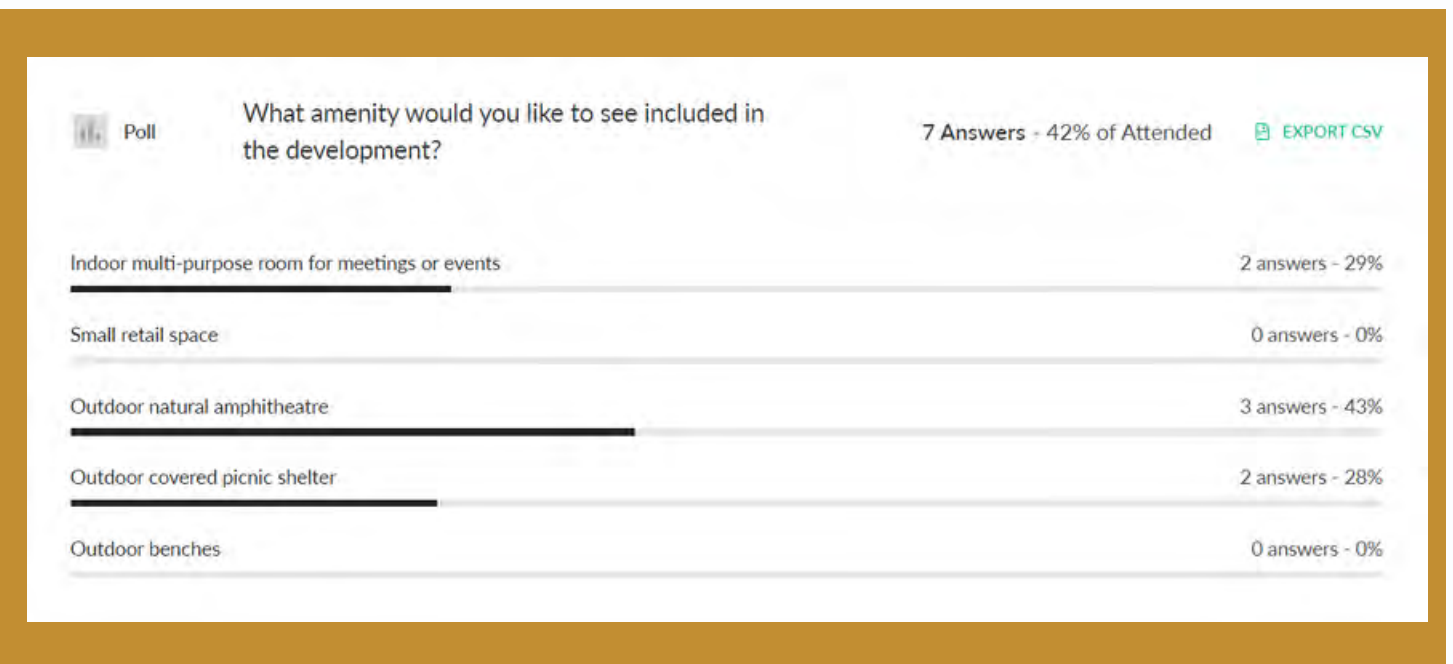 Poll
What amenity would you like to see included in
the development?
7 Answers - 42% of Attended
EXPORT CSV
Indoor multi-purpose room for meetings or events
2 answers - 29%
Small retail space
0 answers - 0%
Outdoor natural amphitheatre
3 answers - 43%
Outdoor covered picnic shelter
2 answers - 28%
Outdoor benches
0 answers - 0%